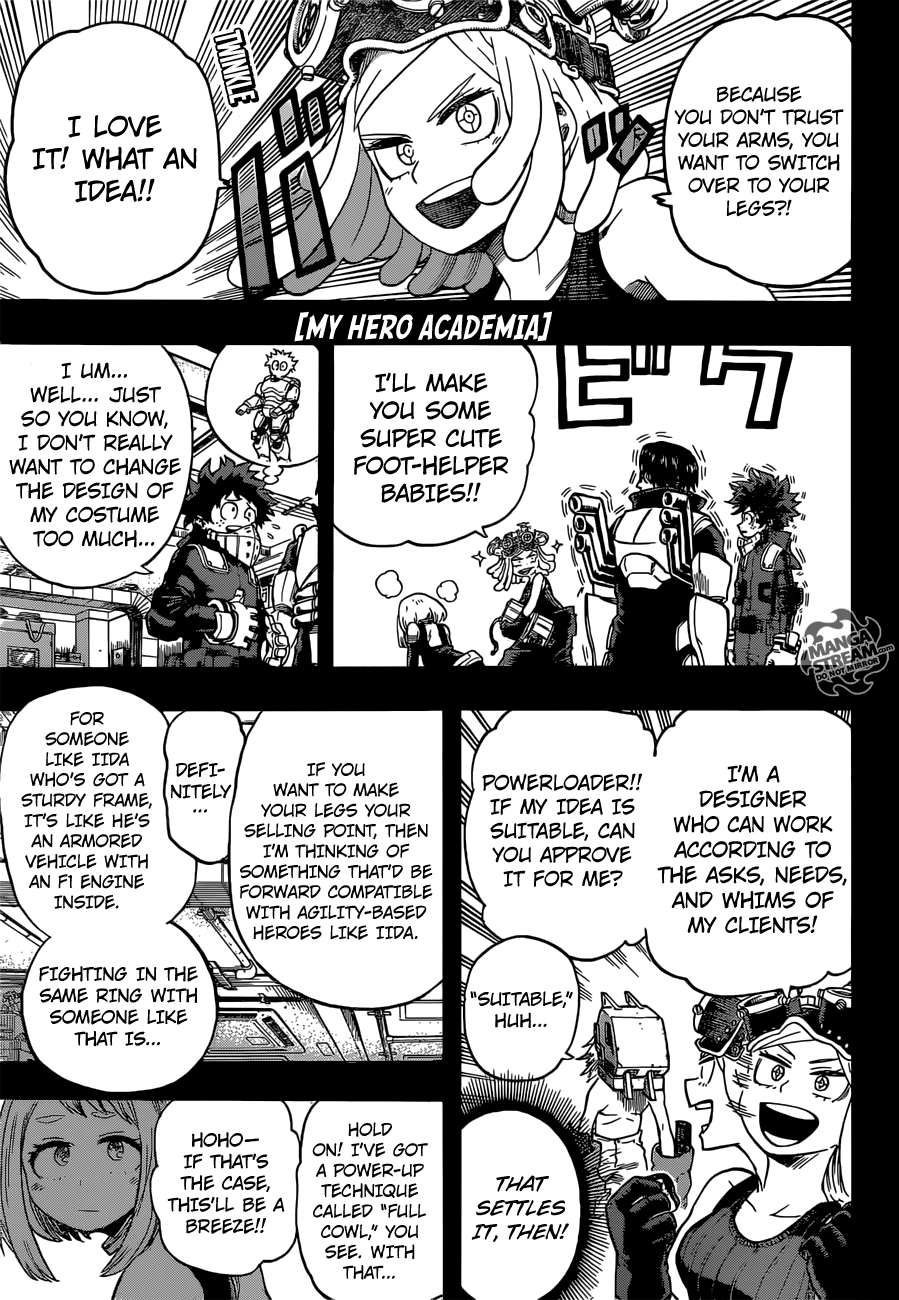 BECAUSE
YOU DON'T TRUST
YOUR ARMS, YOU
WANT TO SWITCH
OVER TO YOUR
LEGS?!
TWINKLE
I LOVE
IT! WHAT AN
IDEA!!
[MY HERO ACADEMIA]
I'LL MAKE
YOU SOME
SUPER CUTE
FOOT-HELPER
BABIES!!
I UM...
WELL... JUST
SO YOU KNOW,
I DON'T REALLY
WANT TO CHANGE
THE DESIGN OF
MY COSTUME
TOO MUCH...
MANGA
STREAM.com
DO NOT MIRROR
I'M A
DESIGNER
WHO CAN WORK
ACCORDING TO
THE ASKS, NEEDS,
AND WHIMS OF
MY CLIENTS!
POWERLOADER!!
IF MY IDEA IS
SUITABLE, CAN
YOU APPROVE
IT FOR ME?
"SUITABLE,"
HUH...
THAT
SETTLES
IT, THEN!
IF YOU
WANT TO MAKE
YOUR LEGS YOUR
SELLING POINT, THEN
I'M THINKING OF
SOMETHING THAT'D BE
FORWARD COMPATIBLE
WITH AGILITY-BASED
HEROES LIKE IIDA.
DEFI-
NITELY
...
FOR
SOMEONE
LIKE IIDA
WHO'S GOT A
STURDY FRAME,
IT'S LIKE HE'S
AN ARMORED
VEHICLE WITH
AN F1 ENGINE
INSIDE.
FIGHTING IN THE
SAME RING WITH
SOMEONE LIKE
THAT IS...
HOLD
ON! I'VE GOT
A POWER-UP
TECHNIQUE
CALLED "FULL
COWL," YOU
SEE. WITH
THAT...
HOHO—
IF THAT'S
THE CASE,
THIS'LL BE A
BREEZE!!